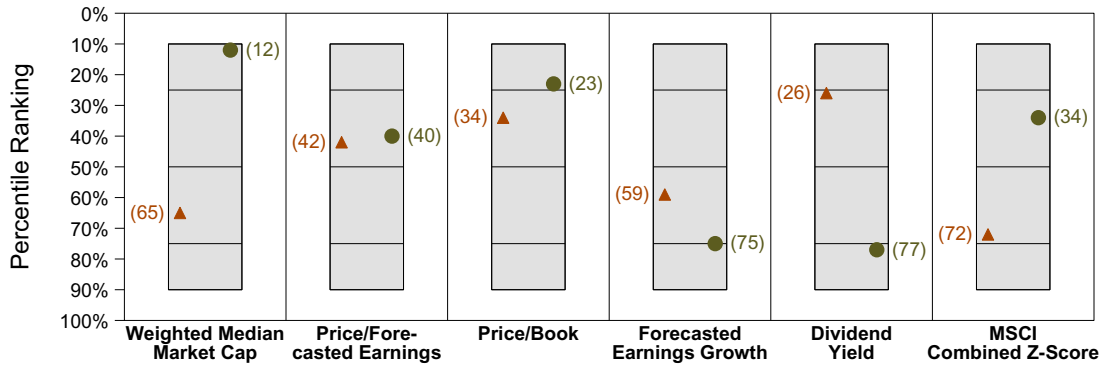 Percentile Ranking
0%
10%
20%
30%
40%
50%
60%
70%
80%
90%
100%
(12)
(65)
(42)
(40)
(34)
(23)
(59)
(75)
(26)
(77)
(34)
(72)
Weighted Median
Market Cap
Price/Fore-
casted Earnings
Price/Book
Forecasted
Earnings Growth
Dividend
Yield
MSCI
Combined Z-Score